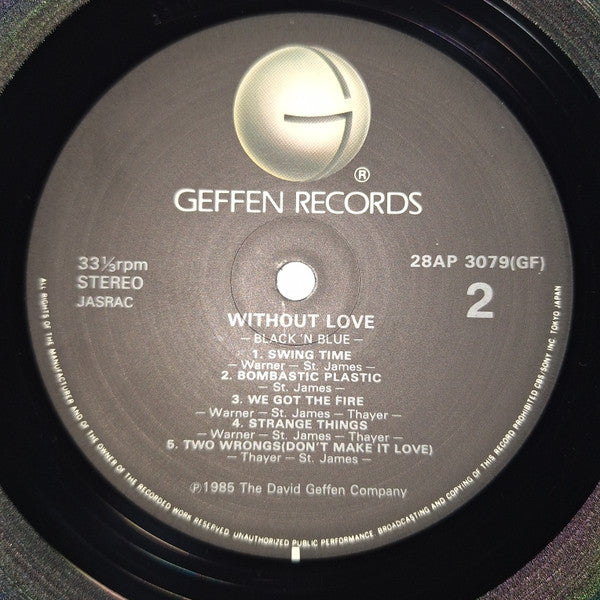 ®
GEFFEN RECORDS
33⅓rpm
STEREO
JASRAC
28AP 3079(GF)
2
WITHOUT LOVE
— BLACK 'N BLUE —
1. SWING TIME
— Warner — St. James —
2. BOMBASTIC PLASTIC
— St. James —
3. WE GOT THE FIRE
— Warner — St. James — Thayer —
4. STRANGE THINGS
— Warner — St. James — Thayer —
5. TWO WRONGS(DON'T MAKE IT LOVE)
— Thayer — St. James —
Ⓟ1985 The David Geffen Company
ALL RIGHTS OF THE MANUFACTURER AND OF THE OWNER OF THE RECORDED WORK RESERVED. UNAUTHORIZED PUBLIC PERFORMANCE, BROADCASTING AND COPYING OF THIS RECORD PROHIBITED CBS/SONY INC. TOKYO JAPAN